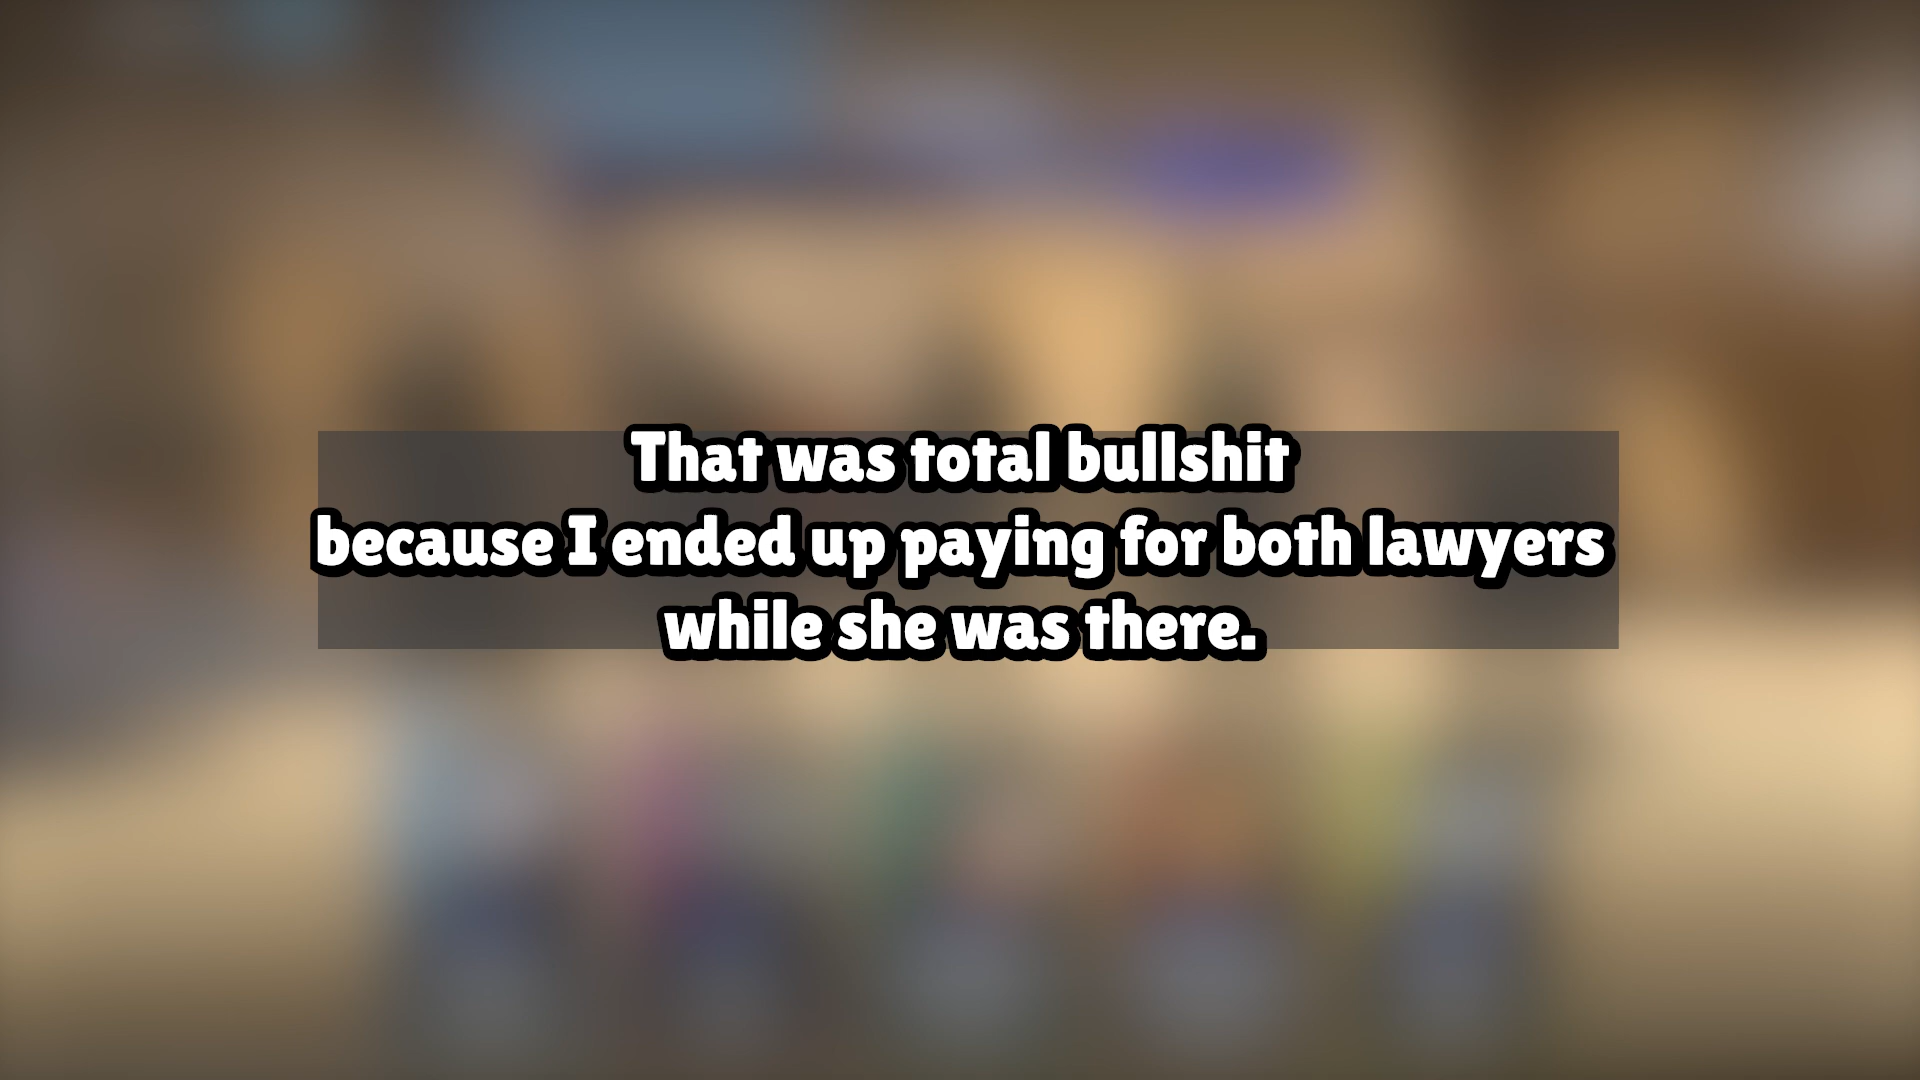 That was total bullshit
because I ended up paying for both lawyers
while she was there.